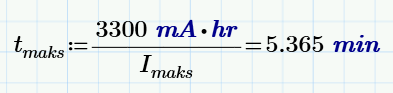 t_maks := 3300 mA·hr / I_maks = 5.365 min